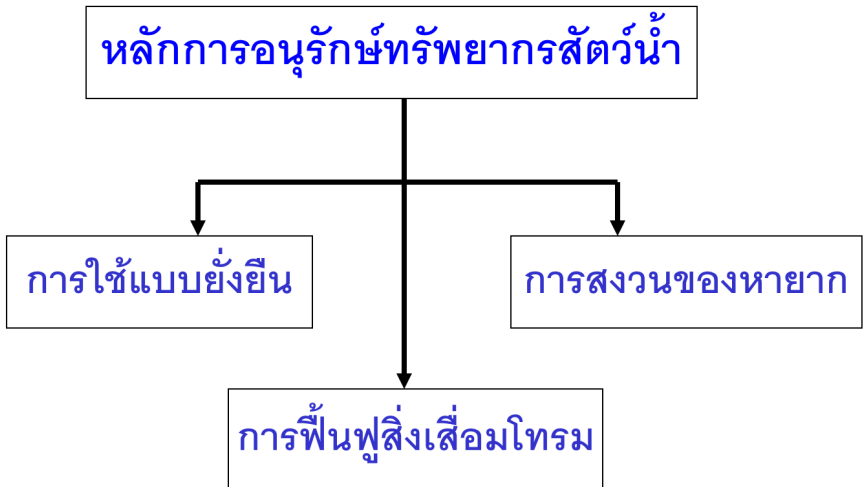 หลักการอนุรักษ์ทรัพยากรสัตว์น้ำ
การใช้แบบยั่งยืน
การสงวนของหายาก
การฟื้นฟูสิ่งเสื่อมโทรม